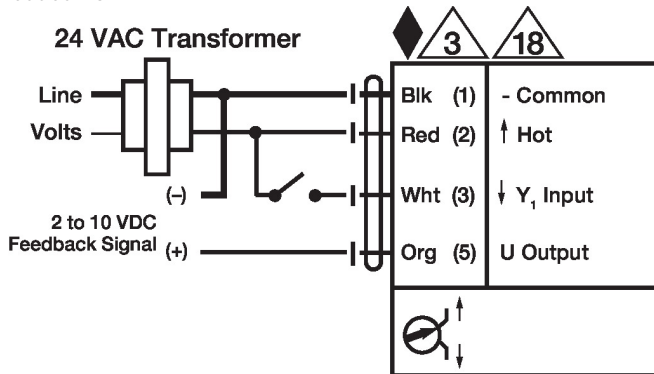 24 VAC Transformer
3
18
Line
Volts
Blk (1) - Common
Red (2) ↑ Hot
(–)
Wht (3) ↓ Y₁ Input
2 to 10 VDC
Feedback Signal (+)
Org (5) U Output